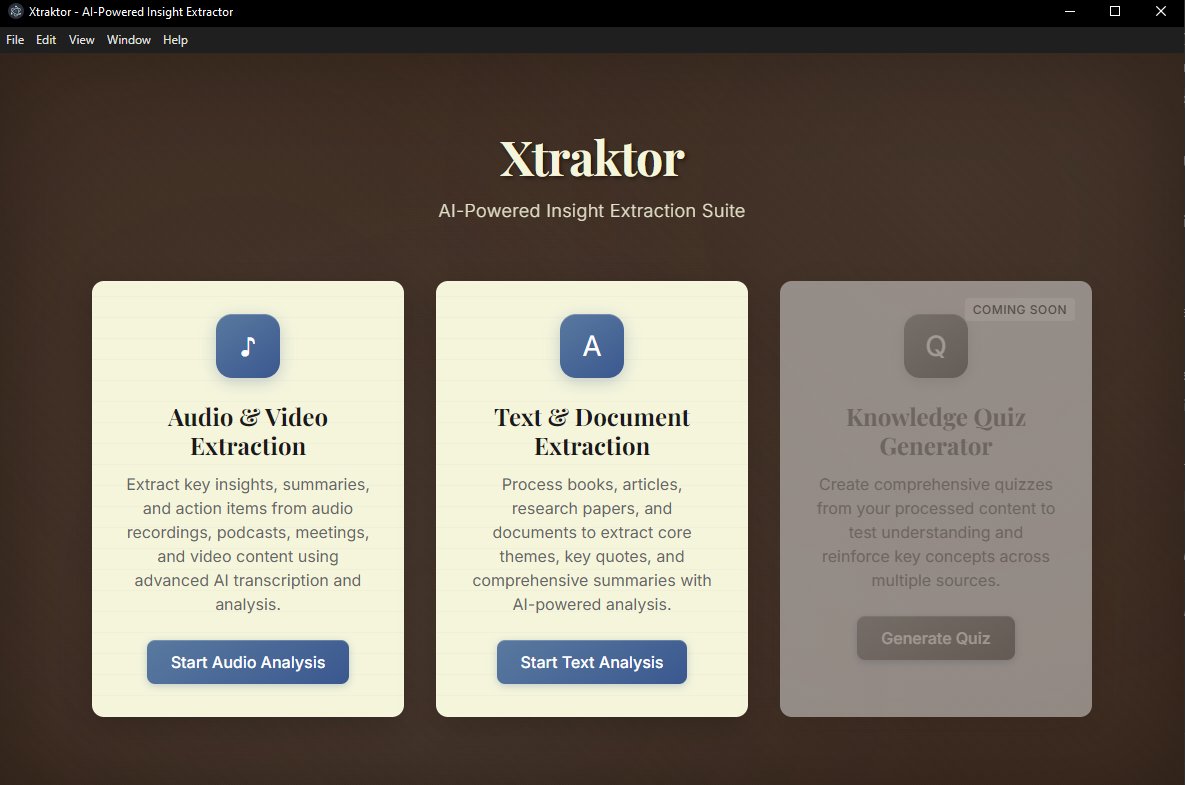 Xtraktor - AI-Powered Insight Extractor
File Edit View Window Help
Xtraktor
AI-Powered Insight Extraction Suite
♪
Audio & Video
Extraction
Extract key insights, summaries,
and action items from audio
recordings, podcasts, meetings,
and video content using
advanced AI transcription and
analysis.
Start Audio Analysis
A
Text & Document
Extraction
Process books, articles,
research papers, and
documents to extract core
themes, key quotes, and
comprehensive summaries with
AI-powered analysis.
Start Text Analysis
COMING SOON
Q
Knowledge Quiz
Generator
Create comprehensive quizzes
from your processed content to
test understanding and
reinforce key concepts across
multiple sources.
Generate Quiz